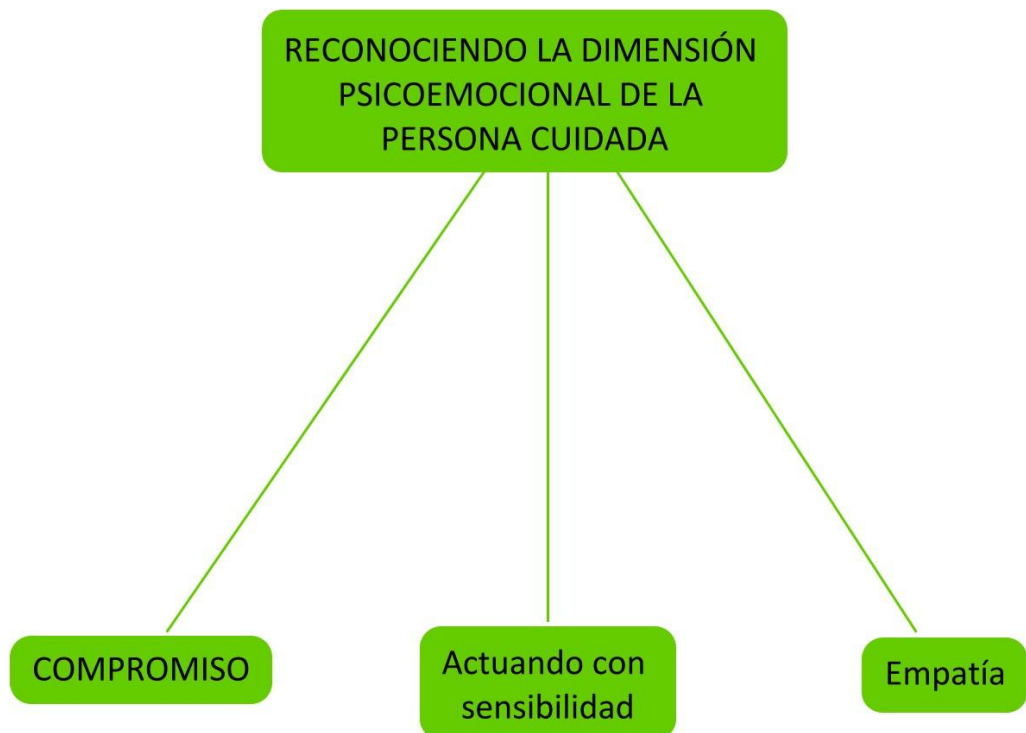 RECONOCIENDO LA DIMENSIÓN
PSICOEMOCIONAL DE LA
PERSONA CUIDADA
COMPROMISO
Actuando con
sensibilidad
Empatía